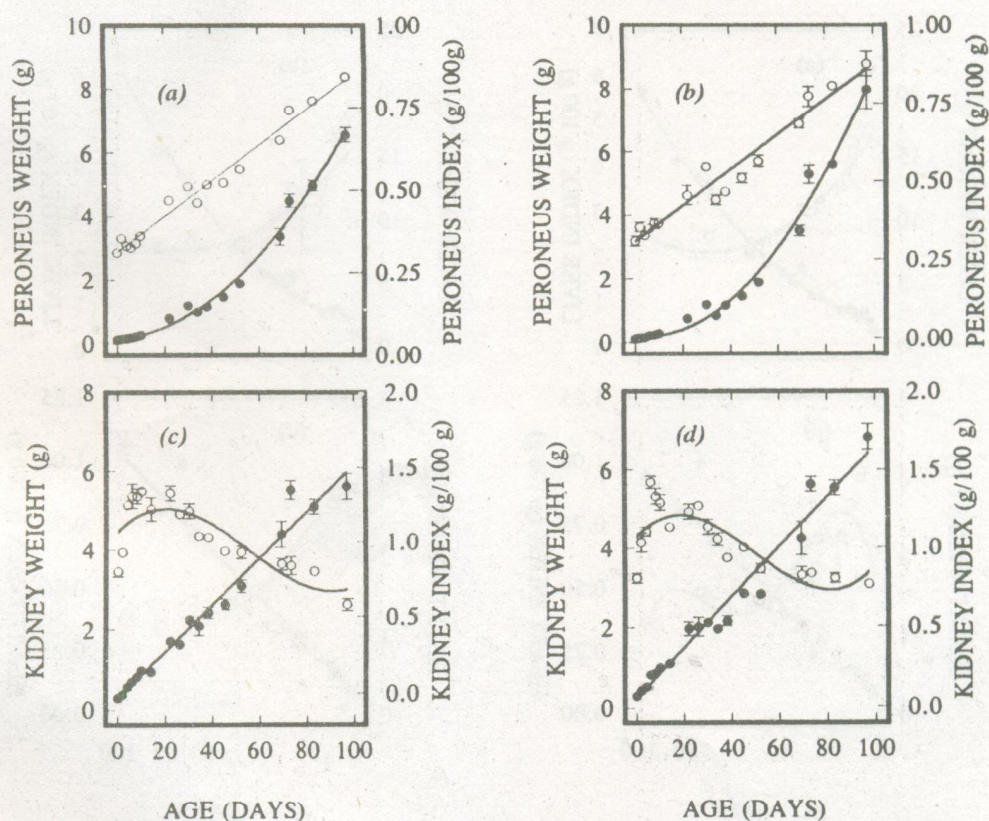 PERONEUS WEIGHT (g)
10
8
6
4
2
0
(a)
1.00
0.75
0.50
0.25
0.00
PERONEUS INDEX (g/100g)
PERONEUS WEIGHT (g)
10
8
6
4
2
0
(b)
1.00
0.75
0.50
0.25
0.00
PERONEUS INDEX (g/100 g)
KIDNEY WEIGHT (g)
8
6
4
2
0
(c)
2.0
1.5
1.0
0.5
0.0
KIDNEY INDEX (g/100 g)
0 20 40 60 80 100
AGE (DAYS)
KIDNEY WEIGHT (g)
8
6
4
2
0
(d)
2.0
1.5
1.0
0.5
0.0
KIDNEY INDEX (g/100 g)
0 20 40 60 80 100
AGE (DAYS)